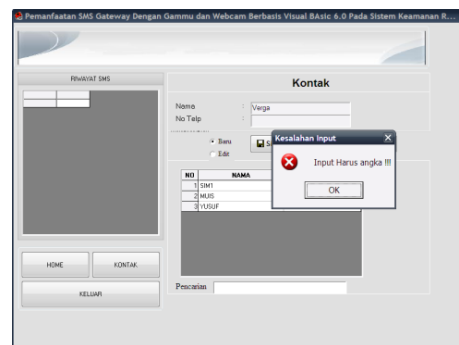 Pemanfaatan SMS Gateway Dengan Gammu dan Webcam Berbasis Visual BAsic 6.0 Pada Sistem Keamanan R...
RIWAYAT SMS
Kontak
Nama : Verga
No Telp :
Baru
Edit
S
Kesalahan Input X
Input Harus angka !!!
OK
NO NAMA
1 SIM1
2 MUIS
3 YUSUF
HOME KONTAK
KELUAR
Pencarian